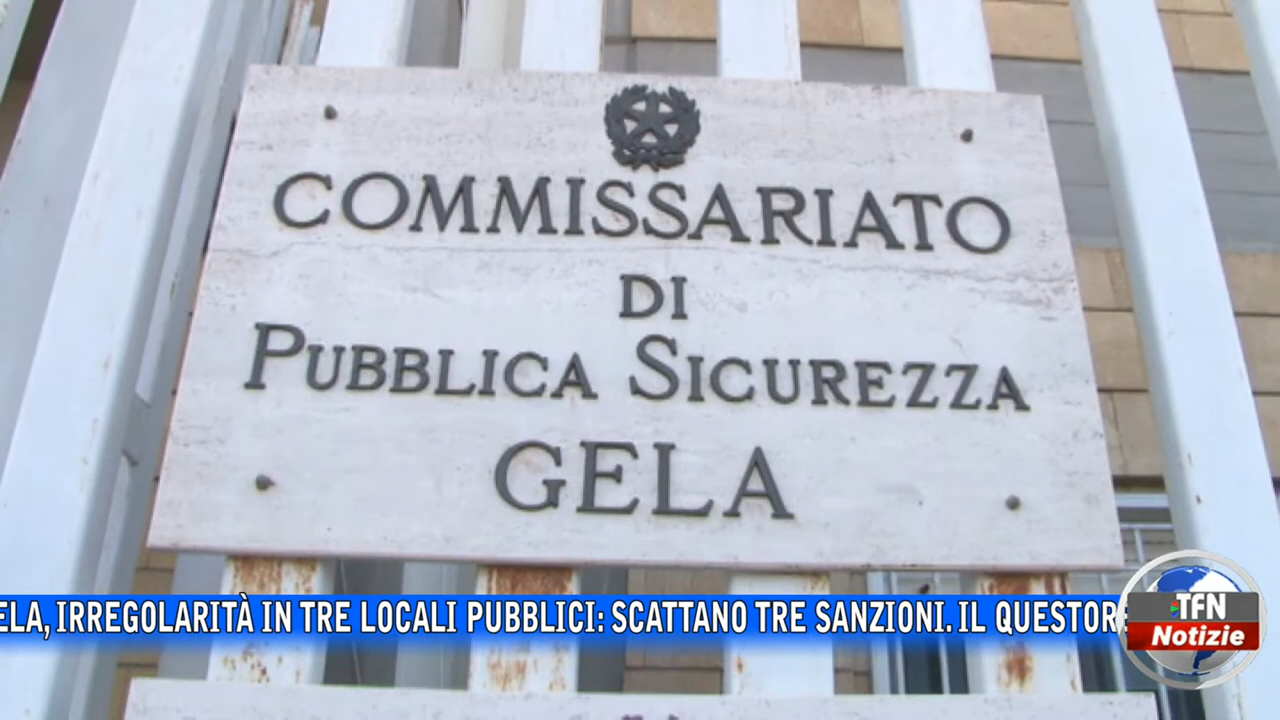 COMMISSARIATO
DI
PUBBLICA SICUREZZA
GELA
ELA, IRREGOLARITÀ IN TRE LOCALI PUBBLICI: SCATTANO TRE SANZIONI. IL QUESTORE
TFN
Notizie